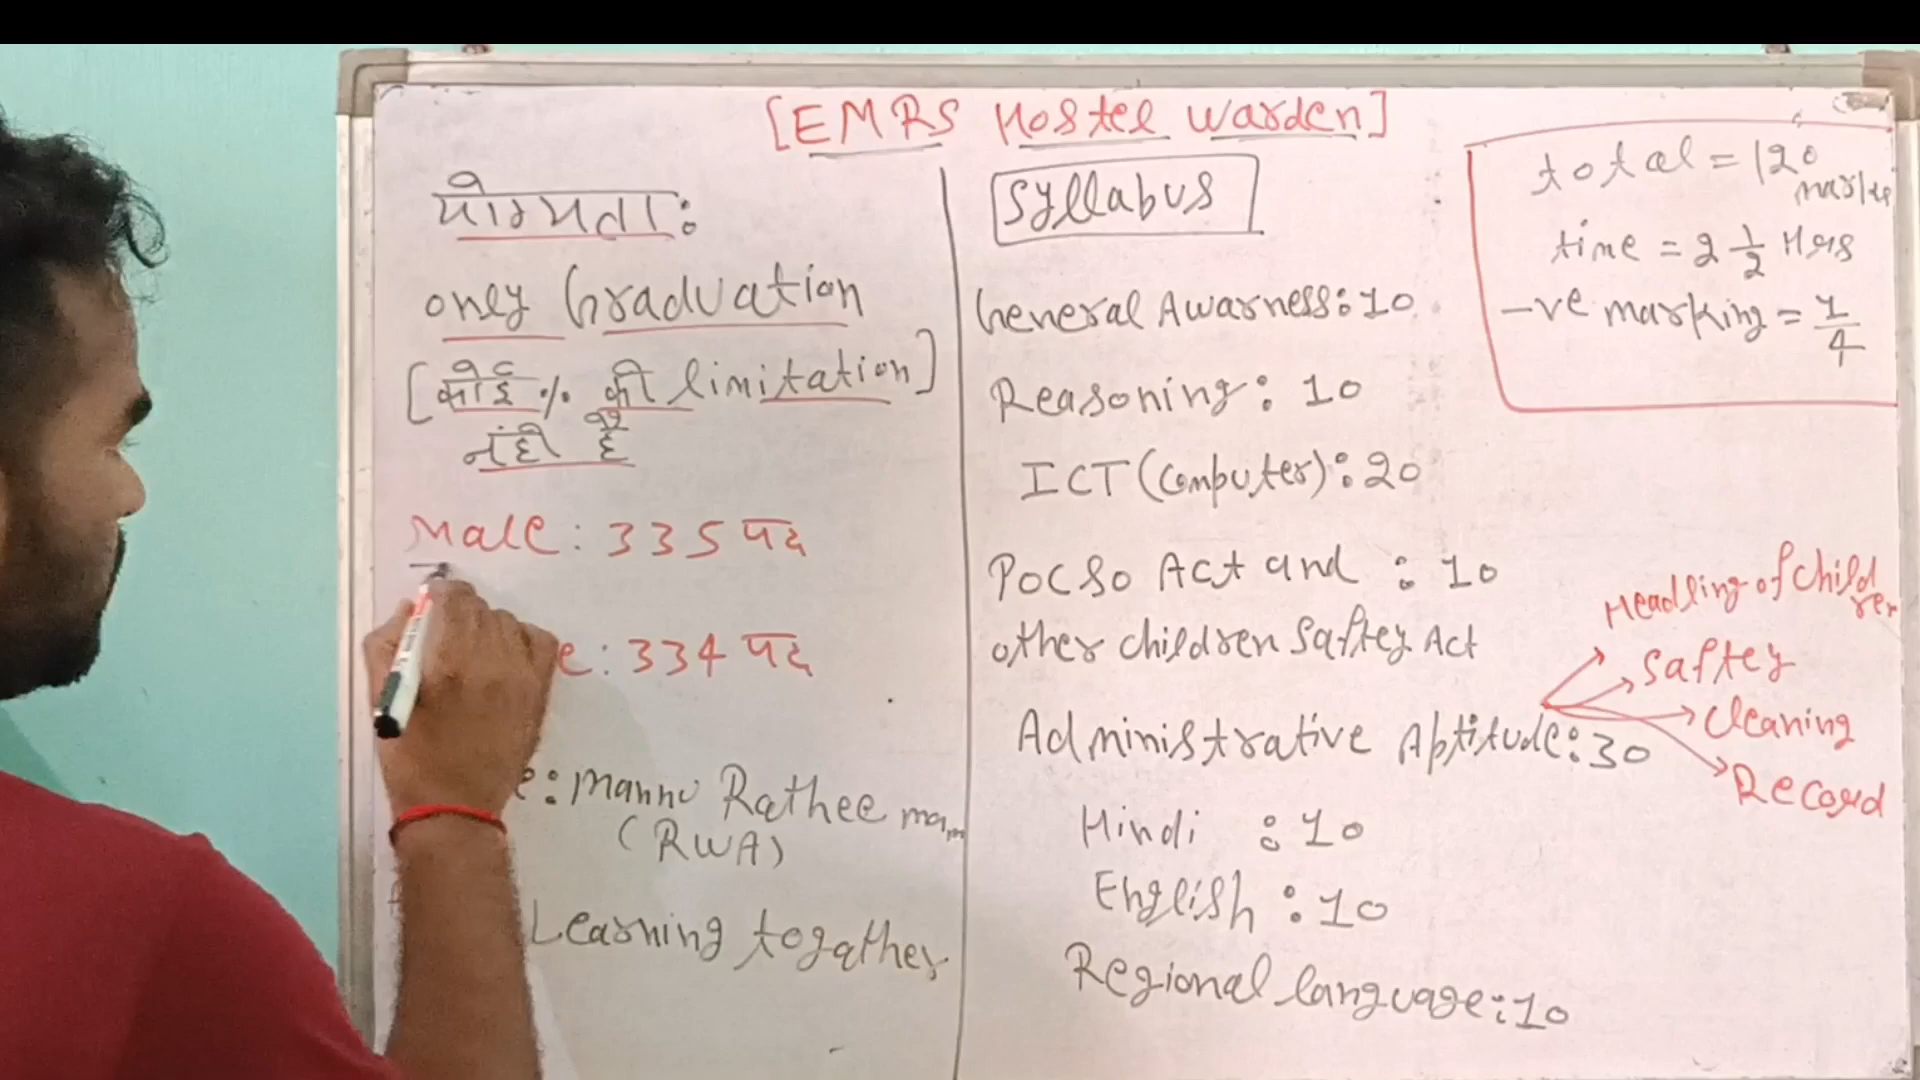 [EMRS Hostel Warden]
योग्यता:
only Graduation
[कोई % की limitation]
नंही है
Male: 335 पद
e: 334 पद
e: Mannu Rathee mam
(RWA)
Learning togather
Syllabus
General Awarness: 10
Reasoning: 10
ICT (Computer): 20
POCSO Act and : 10
other children Saftey Act
Administrative Aptitude: 30
Headling of Children
Saftey
Cleaning
Record
Hindi : 10
English : 10
Regional language: 10
total = 120
marks
time = 2 1/2 Hrs
-ve marking = 1/4